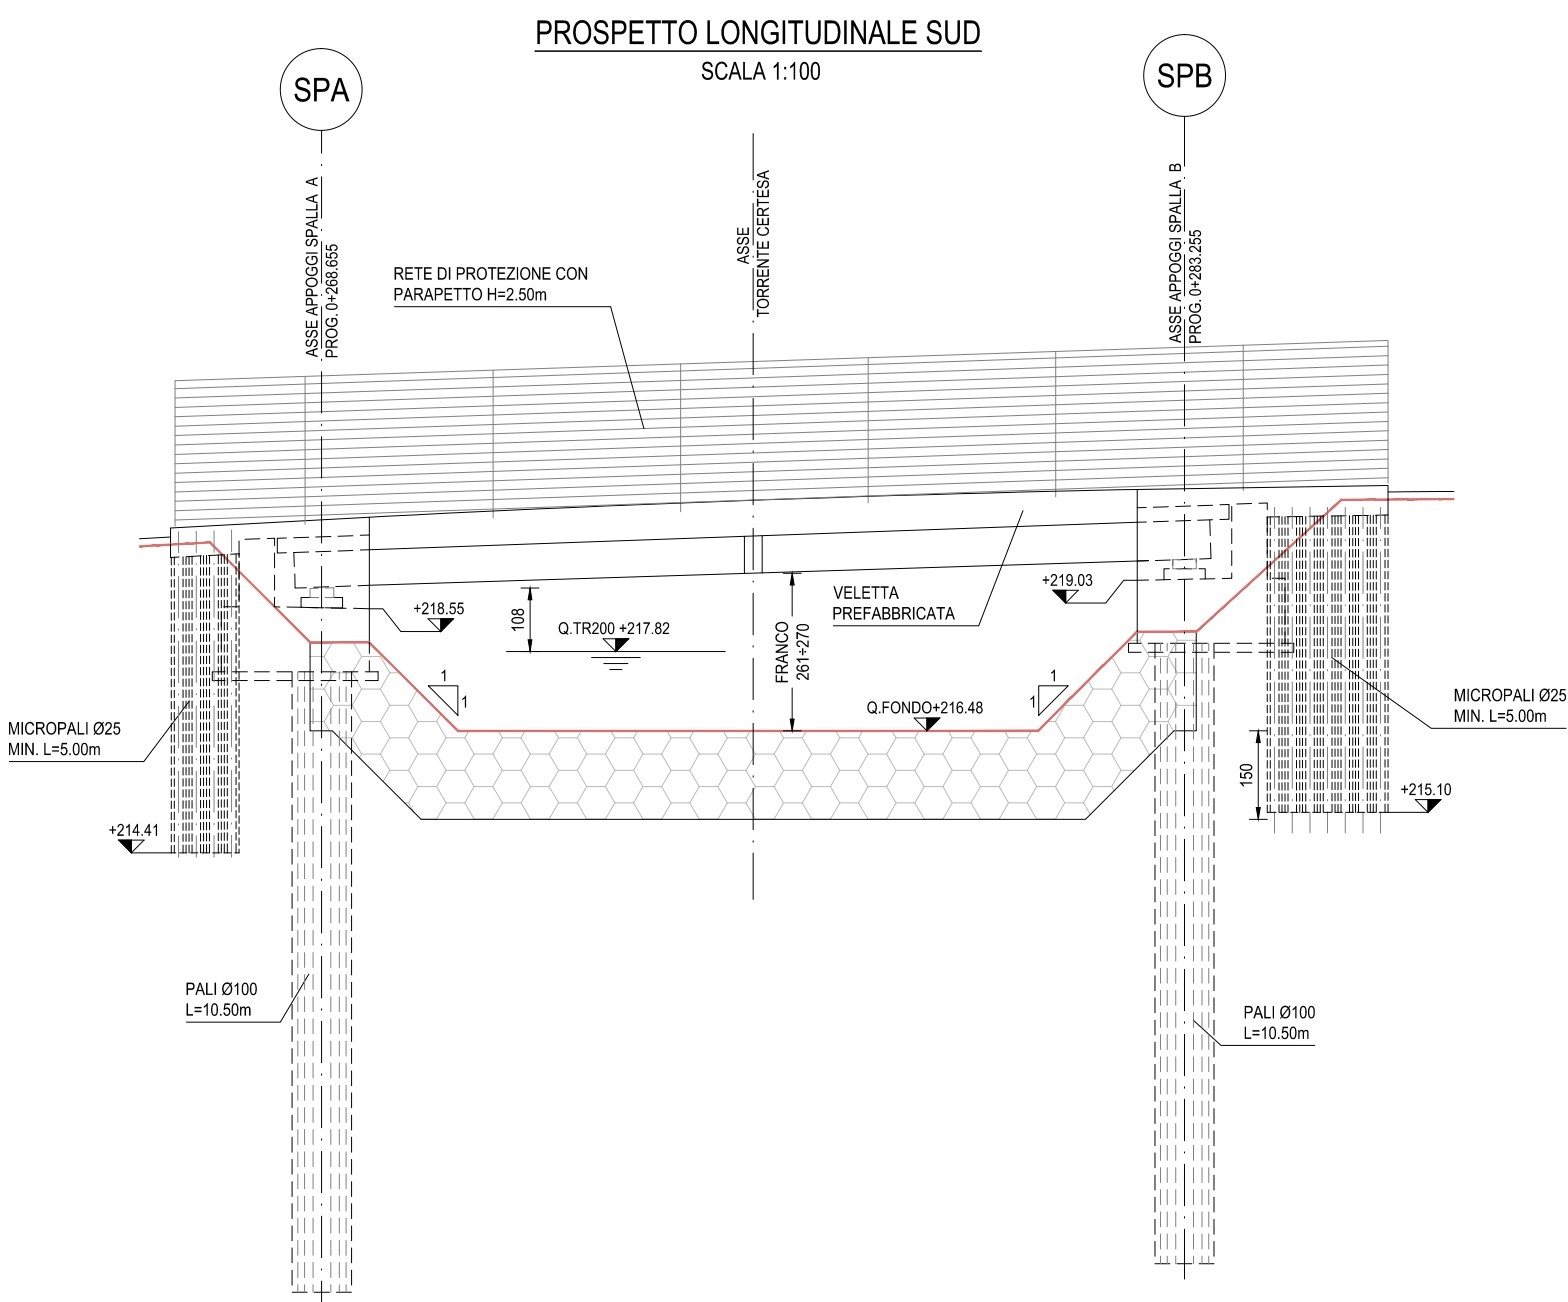 PROSPETTO LONGITUDINALE SUD
SCALA 1:100
SPA
SPB
ASSE APPOGGI SPALLA A
PROG. 0+268.655
ASSE
TORRENTE CERTESA
ASSE APPOGGI SPALLA B
PROG. 0+283.255
RETE DI PROTEZIONE CON
PARAPETTO H=2.50m
+218.55
108
Q.TR200 +217.82
FRANCO
261÷270
VELETTA
PREFABBRICATA
+219.03
1
1
Q.FONDO+216.48
1
1
MICROPALI Ø25
MIN. L=5.00m
MICROPALI Ø25
MIN. L=5.00m
150
+214.41
+215.10
PALI Ø100
L=10.50m
PALI Ø100
L=10.50m